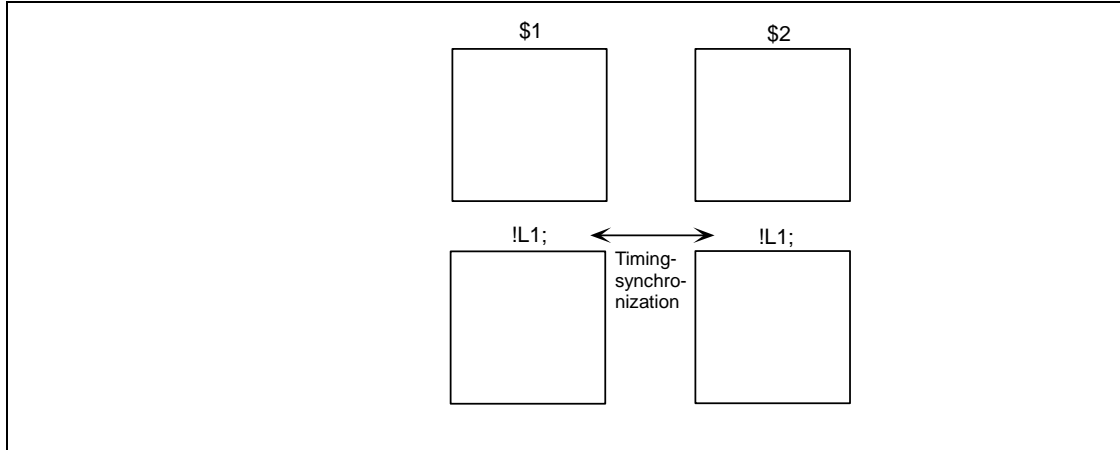 $1
$2
!L1;
!L1;
Timing-
synchro-
nization